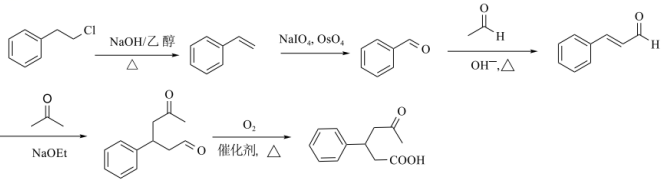 Cl
NaOH/乙 醇
△
NaIO4, OsO4
O
O
H
OH—,△
O
H
O
NaOEt
O
O
O2
催化剂, △
O
COOH